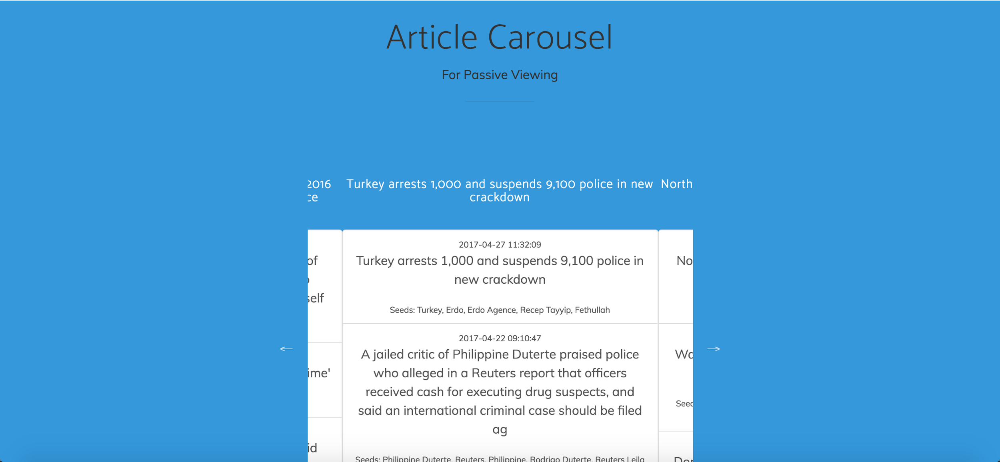 Article Carousel
For Passive Viewing
2016
ce
Turkey arrests 1,000 and suspends 9,100 police in new
crackdown
North
of
self
ime'
id
2017-04-27 11:32:09
Turkey arrests 1,000 and suspends 9,100 police in
new crackdown
Seeds: Turkey, Erdo, Erdo Agence, Recep Tayyip, Fethullah
2017-04-22 09:10:47
A jailed critic of Philippine Duterte praised police
who alleged in a Reuters report that officers
received cash for executing drug suspects, and
said an international criminal case should be filed
ag
Seeds: Philippine Duterte, Reuters, Philippine, Rodrigo Duterte, Reuters Leila
No
Wa
Seed